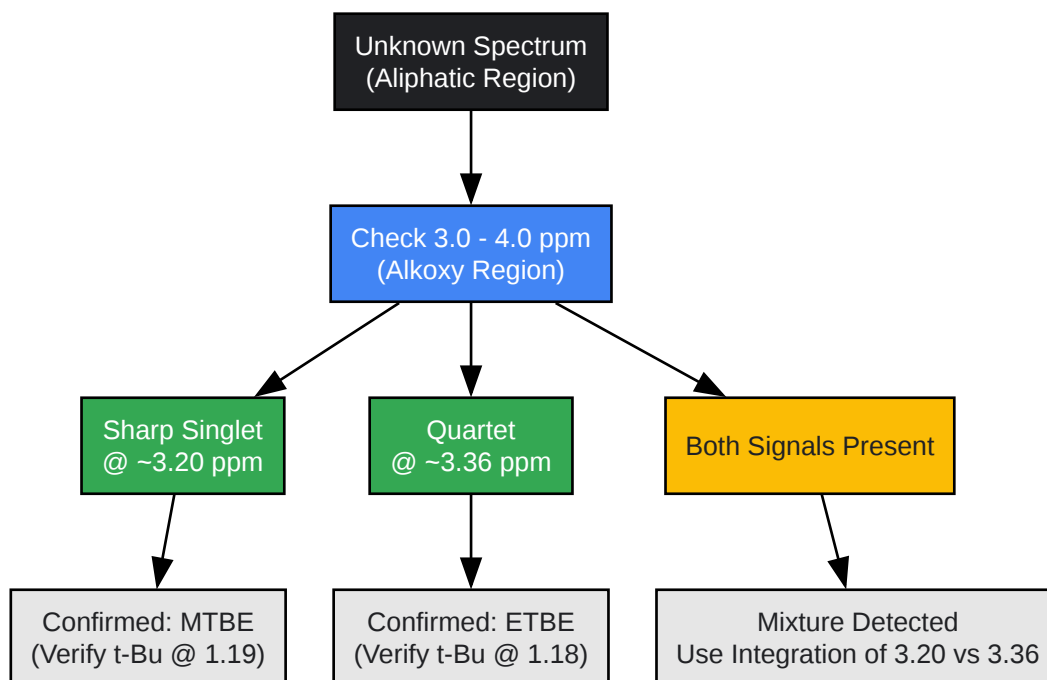 Unknown Spectrum
(Aliphatic Region)
Check 3.0 - 4.0 ppm
(Alkoxy Region)
Sharp Singlet
@ ~3.20 ppm
Quartet
@ ~3.36 ppm
Both Signals Present
Confirmed: MTBE
(Verify t-Bu @ 1.19)
Confirmed: ETBE
(Verify t-Bu @ 1.18)
Mixture Detected
Use Integration of 3.20 vs 3.36